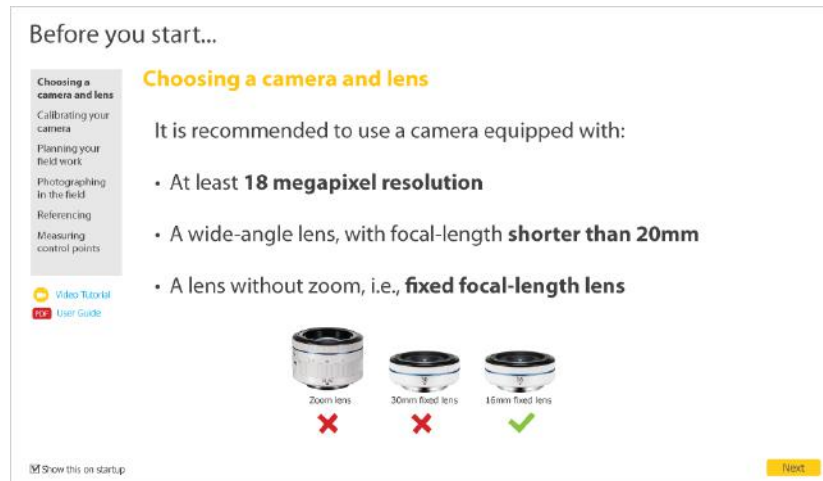 Before you start...
Choosing a
camera and lens
Calibrating your
camera
Planning your
field work
Photographing
in the field
Referencing
Measuring
control points
Video Tutorial
PDF User Guide
Choosing a camera and lens
It is recommended to use a camera equipped with:
• At least 18 megapixel resolution
• A wide-angle lens, with focal-length shorter than 20mm
• A lens without zoom, i.e., fixed focal-length lens
Zoom lens 30mm fixed lens 16mm fixed lens
Show this on startup
Next